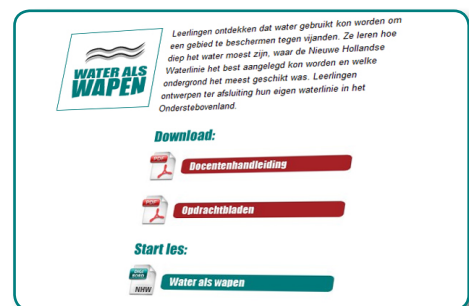 WATER ALS
WAPEN
Leerlingen ontdekken dat water gebruikt kon worden om
een gebied te beschermen tegen vijanden. Ze leren hoe
diep het water moest zijn, waar de Nieuwe Hollandse
Waterlinie het best aangelegd kon worden en welke
ondergrond het meest geschikt was. Leerlingen
ontwerpen ter afsluiting hun eigen waterlinie in het
Onderstebovenland.
Download:
PDF
Docentenhandleiding
PDF
Opdrachtbladen
Start les:
DIGI
BORD
NHW
Water als wapen